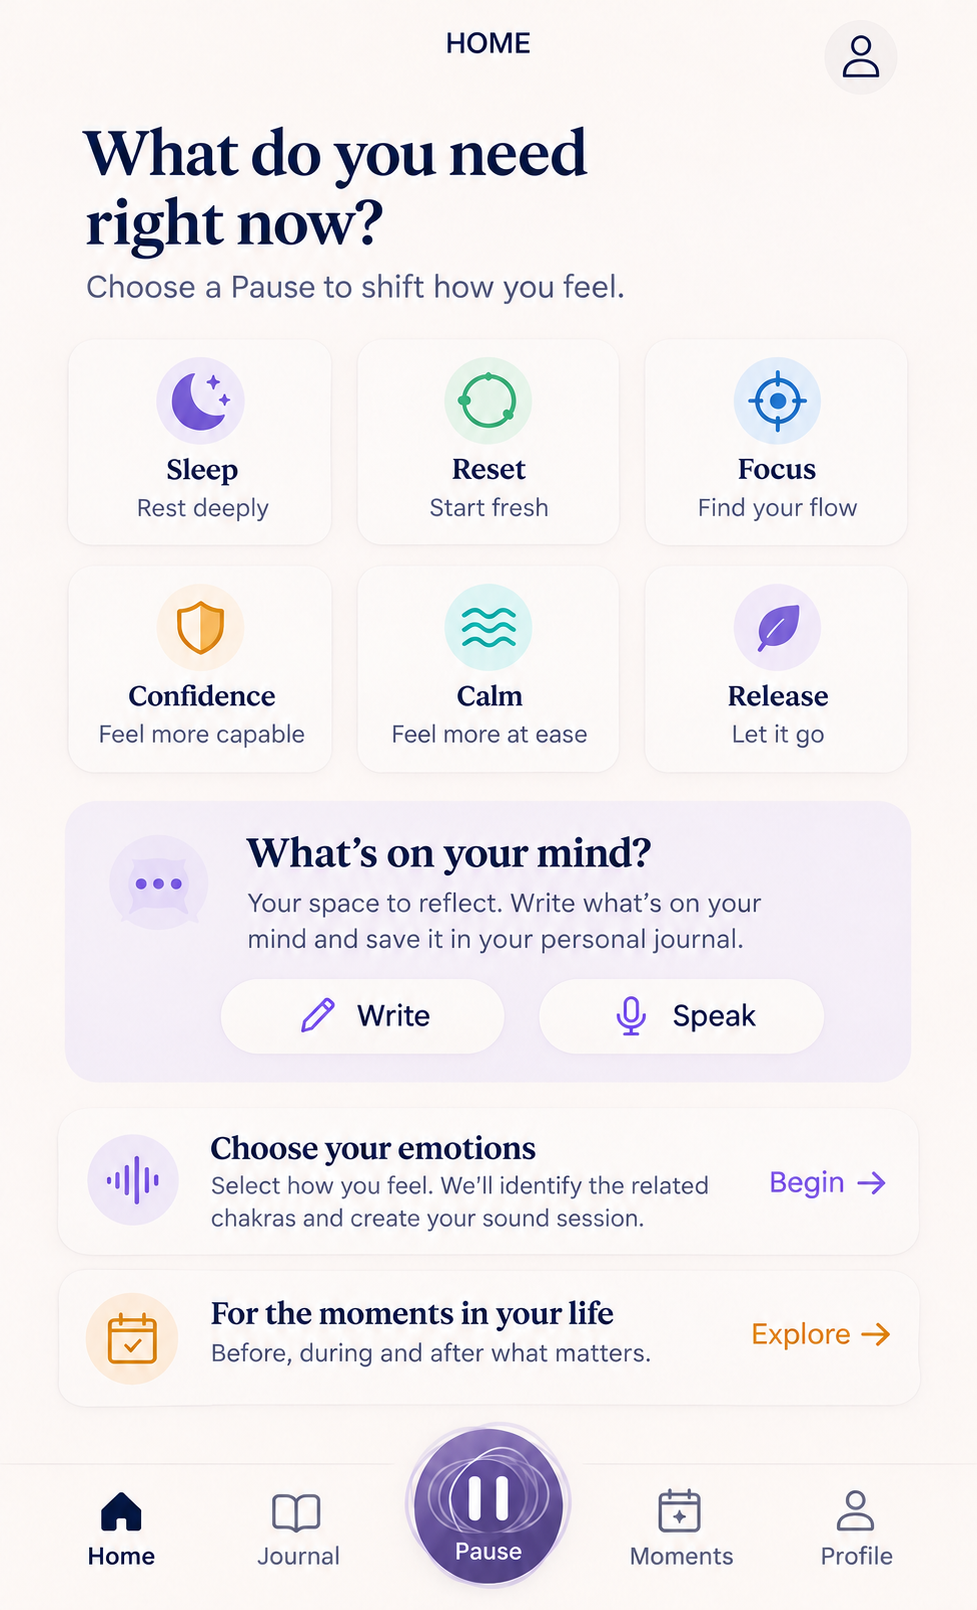 HOME
What do you need
right now?
Choose a Pause to shift how you feel.
Sleep
Rest deeply
Reset
Start fresh
Focus
Find your flow
Confidence
Feel more capable
Calm
Feel more at ease
Release
Let it go
What’s on your mind?
Your space to reflect. Write what’s on your
mind and save it in your personal journal.
Write
Speak
Choose your emotions
Select how you feel. We’ll identify the related
chakras and create your sound session.
Begin →
For the moments in your life
Before, during and after what matters.
Explore →
Home
Journal
Pause
Moments
Profile